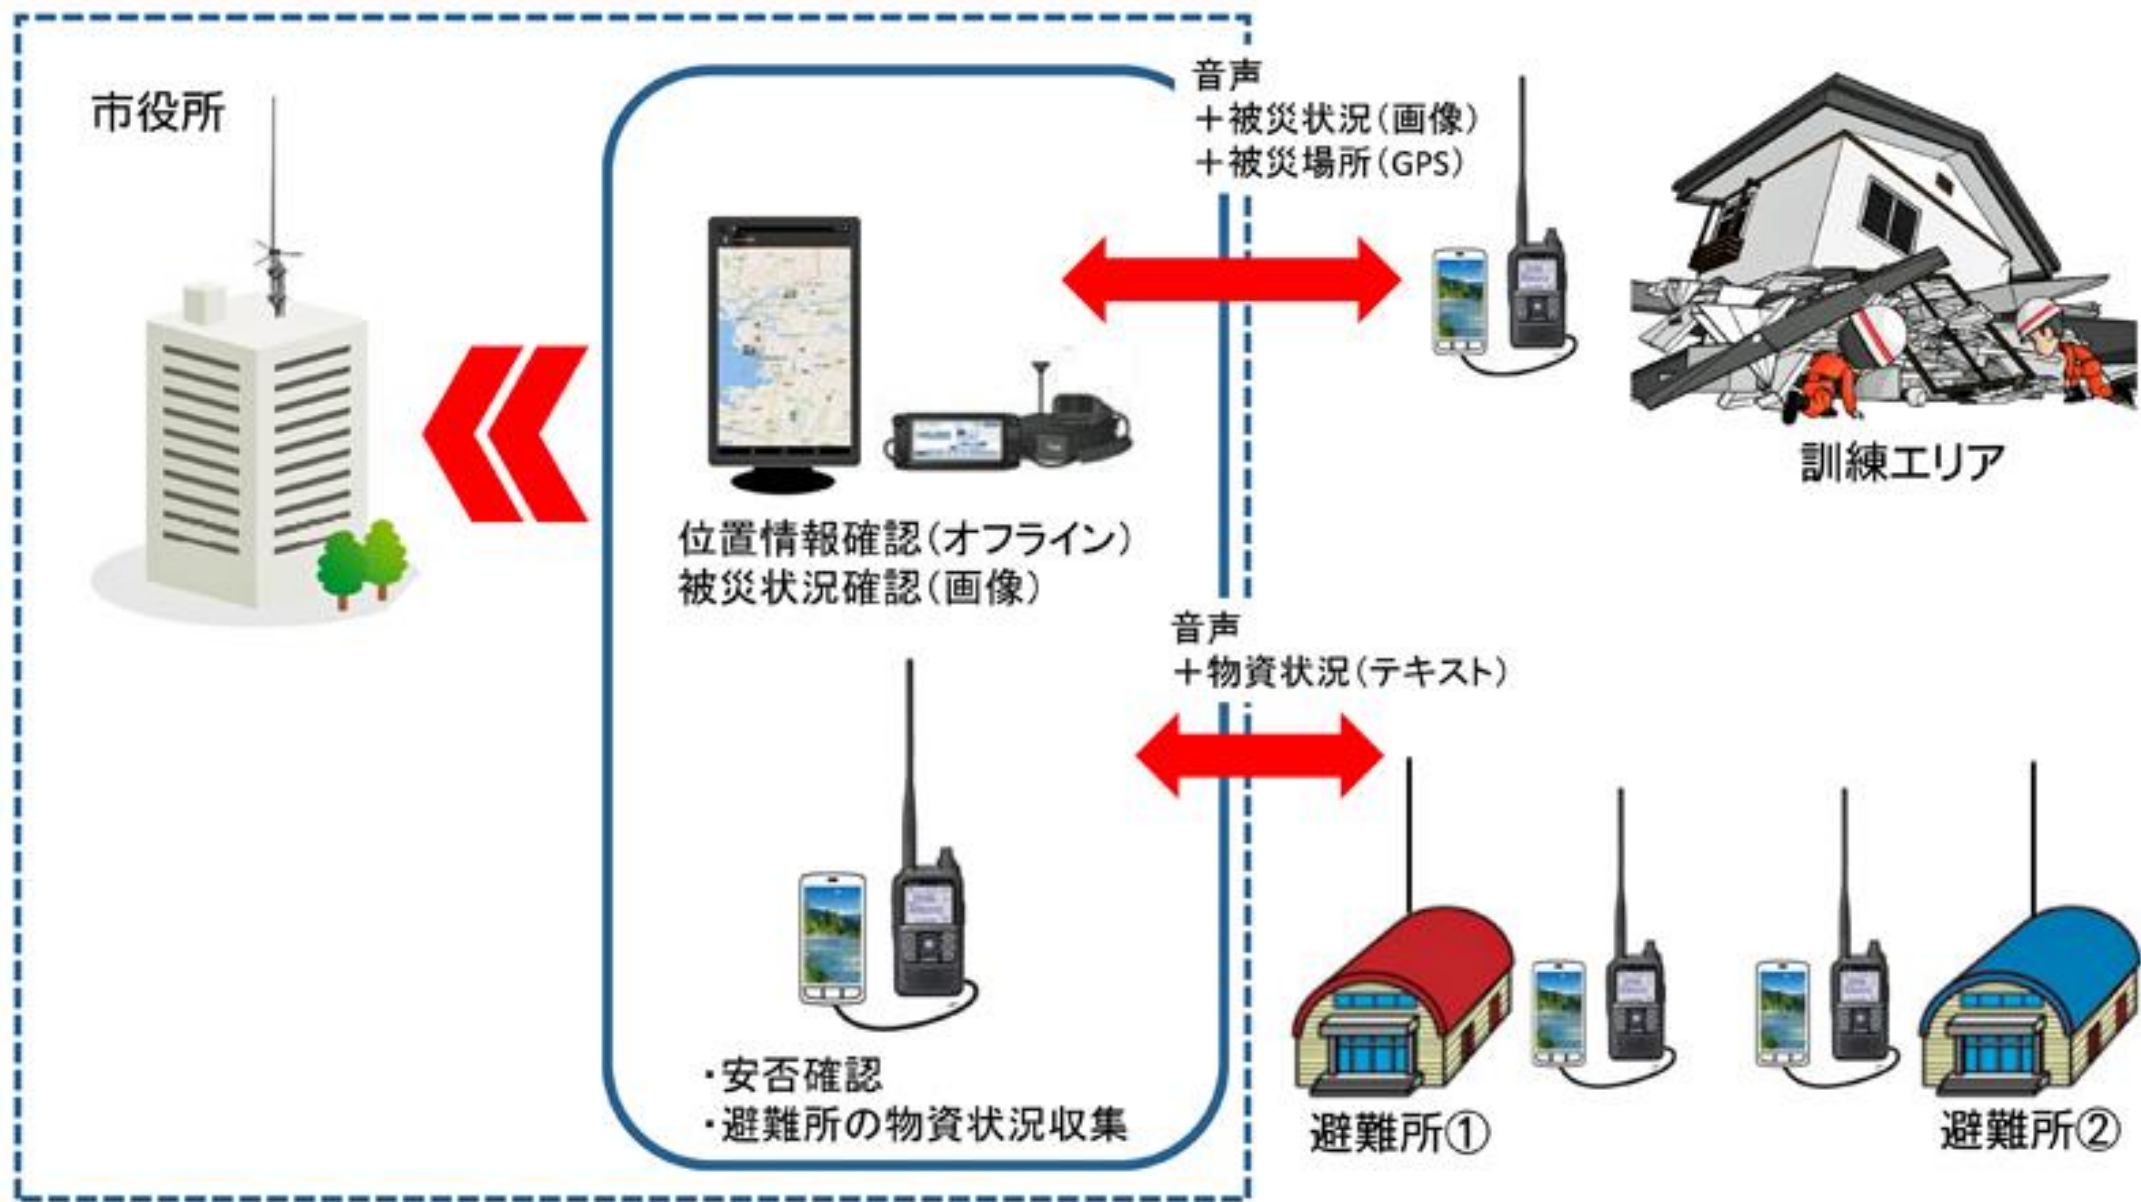 市役所
音声
＋被災状況（画像）
＋被災場所（GPS）
訓練エリア
位置情報確認（オフライン）
被災状況確認（画像）
音声
＋物資状況（テキスト）
・安否確認
・避難所の物資状況収集
避難所①
避難所②